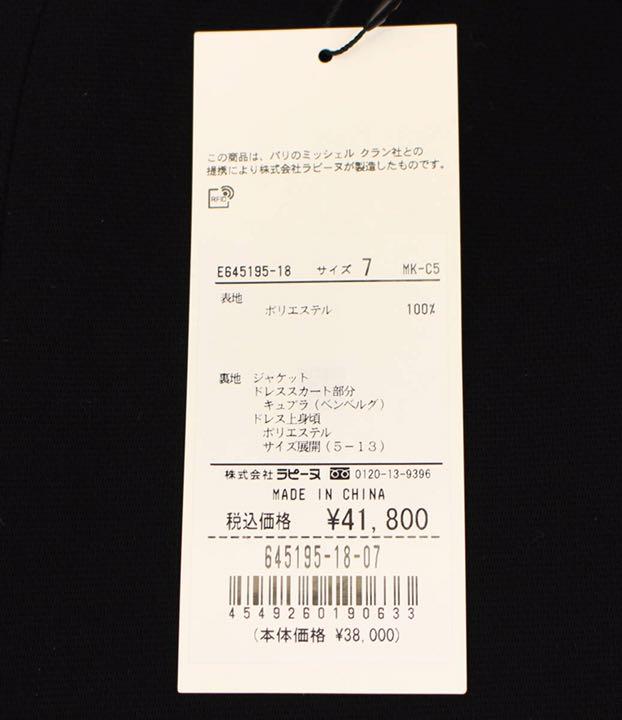 この商品は、パリのミッシェル クラン社との
提携により株式会社ラピーヌが製造したものです。
RFID
E645195-18 サイズ 7 MK-C5
表地
ポリエステル 100%
裏地 ジャケット
ドレススカート部分
キュプラ（ベンベルグ）
ドレス上身頃
ポリエステル
サイズ展開（5－13）
株式会社ラピーヌ 0120-13-9396
MADE IN CHINA
税込価格 ¥41,800
645195-18-07
4549260190633
(本体価格 ¥38,000)